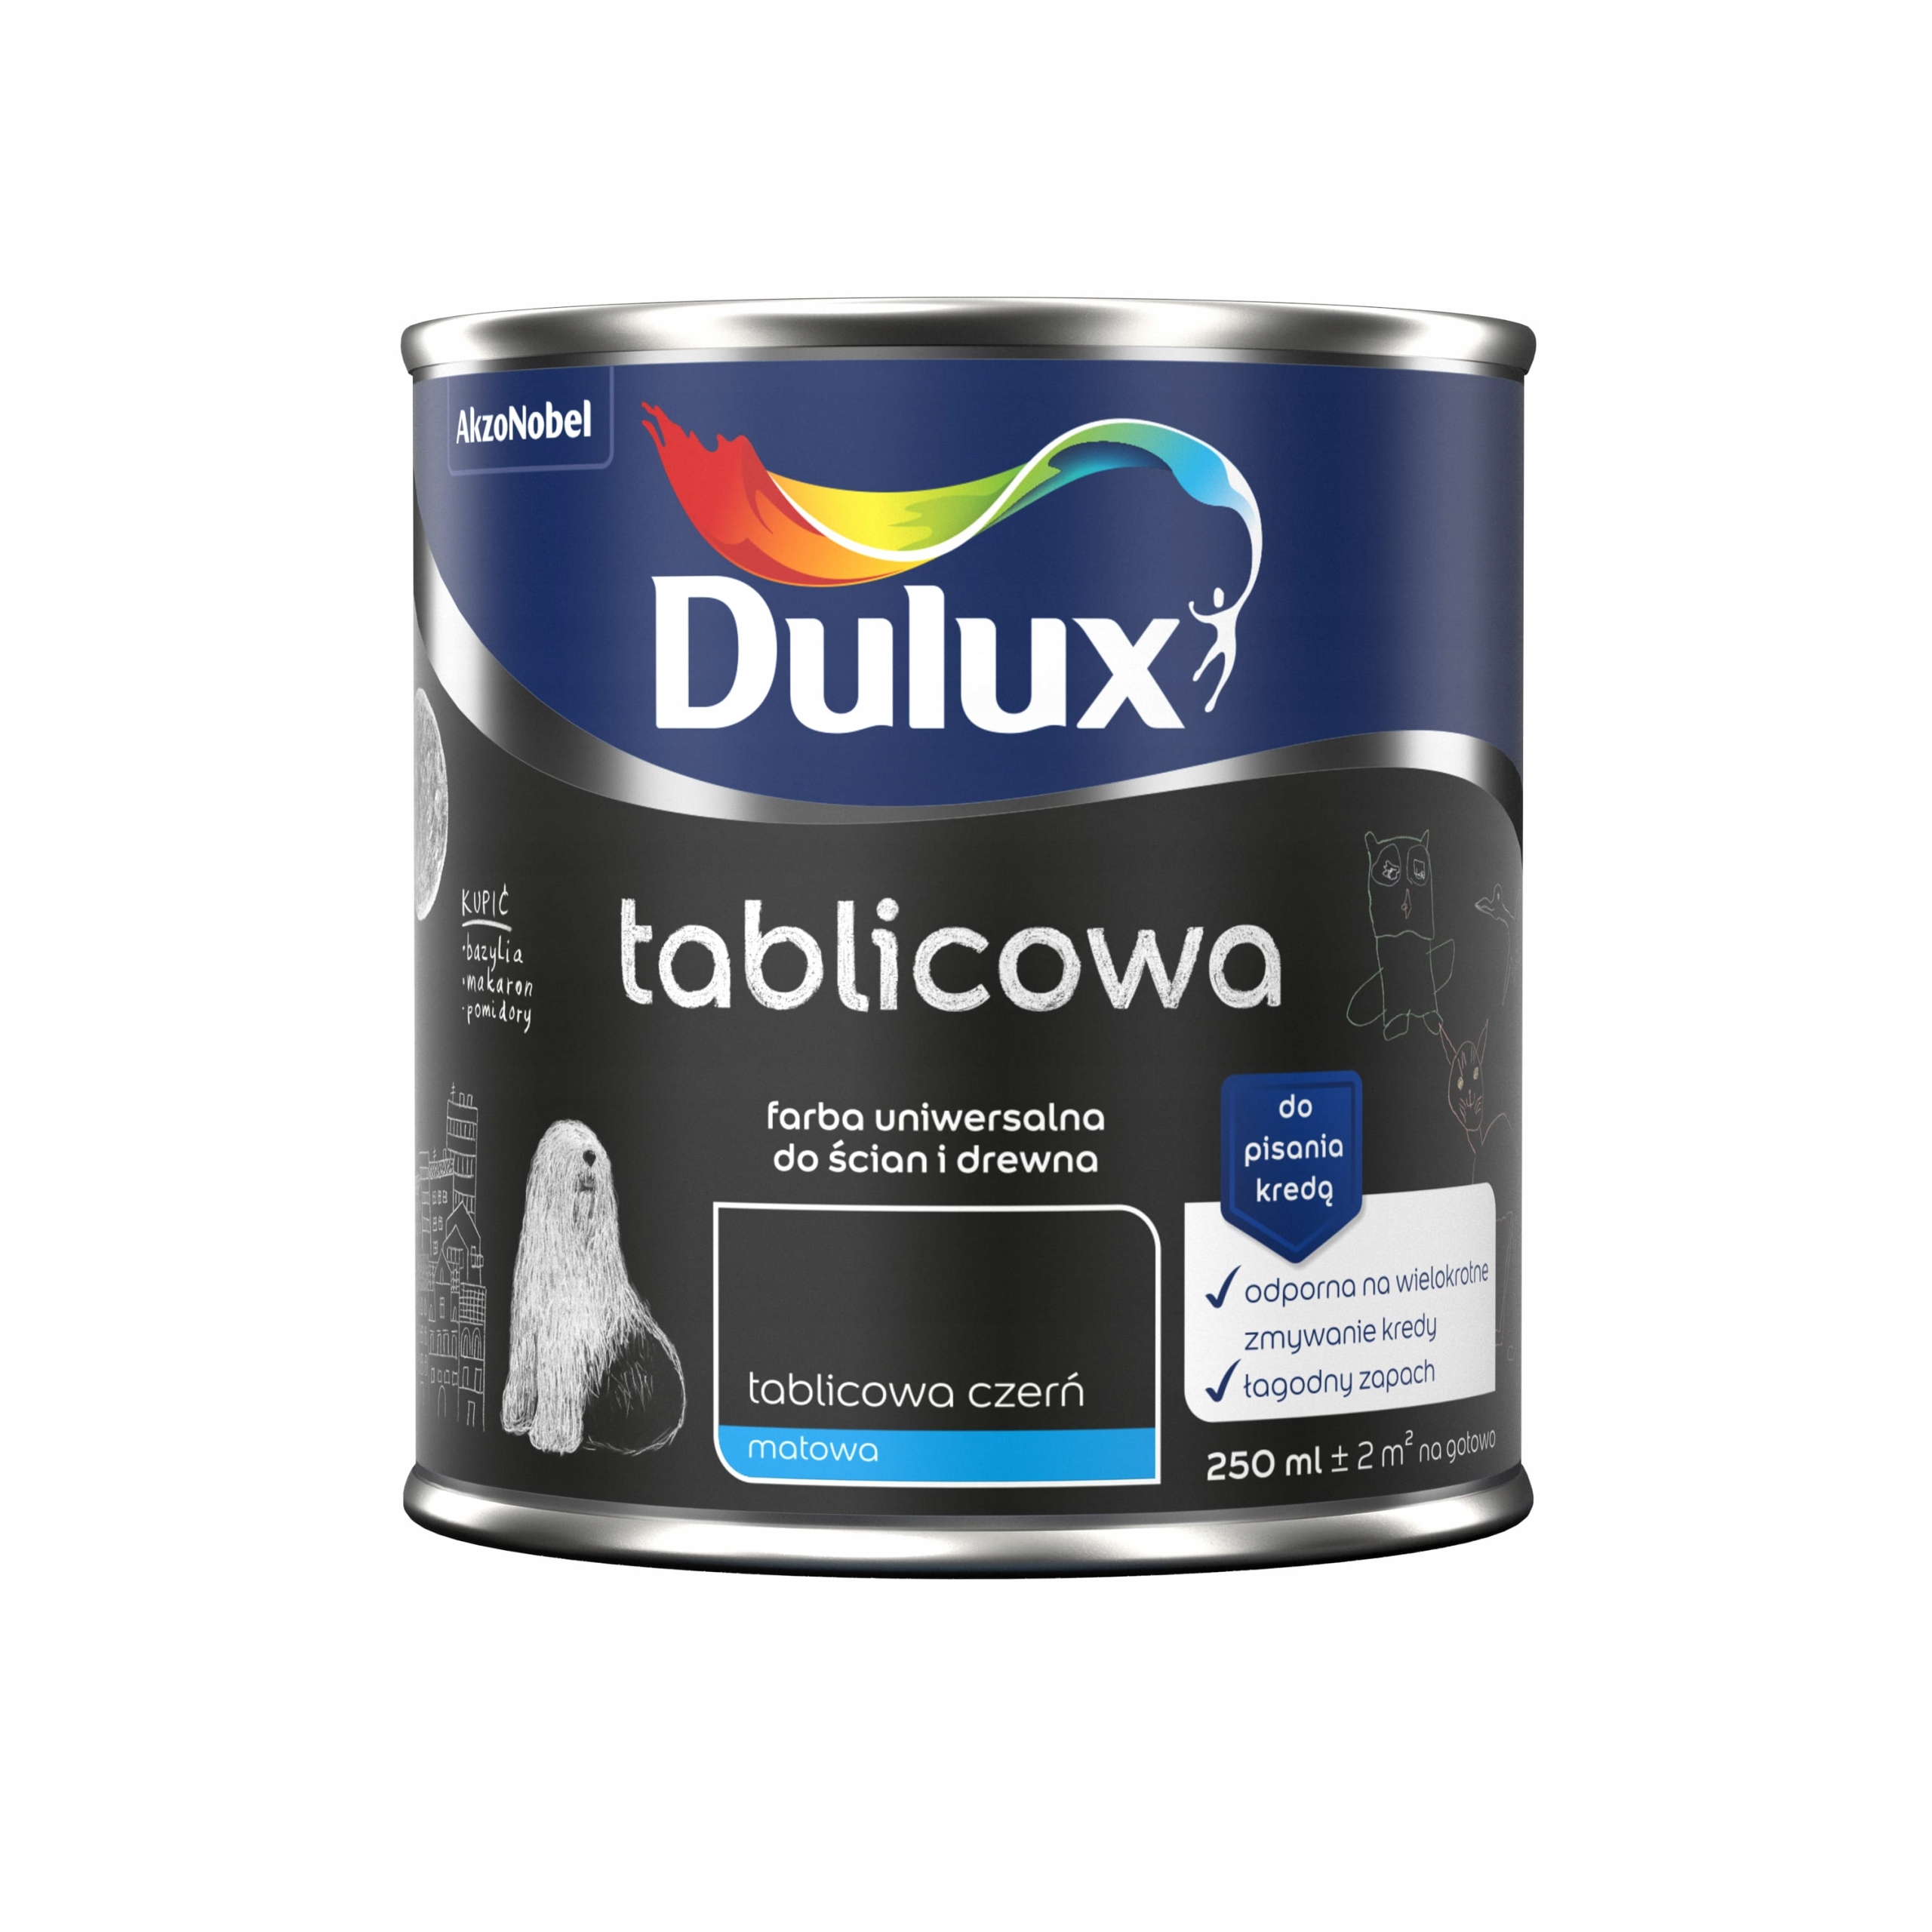 AkzoNobel
Dulux
KUPIĆ
• bazylia
• makaron
• pomidory
tablicowa
farba uniwersalna
do ścian i drewna
tablicowa czerń
matowa
do
pisania
kredą
✓ odporna na wielokrotne
zmywanie kredy
✓ łagodny zapach
250 ml ± 2 m² na gotowo